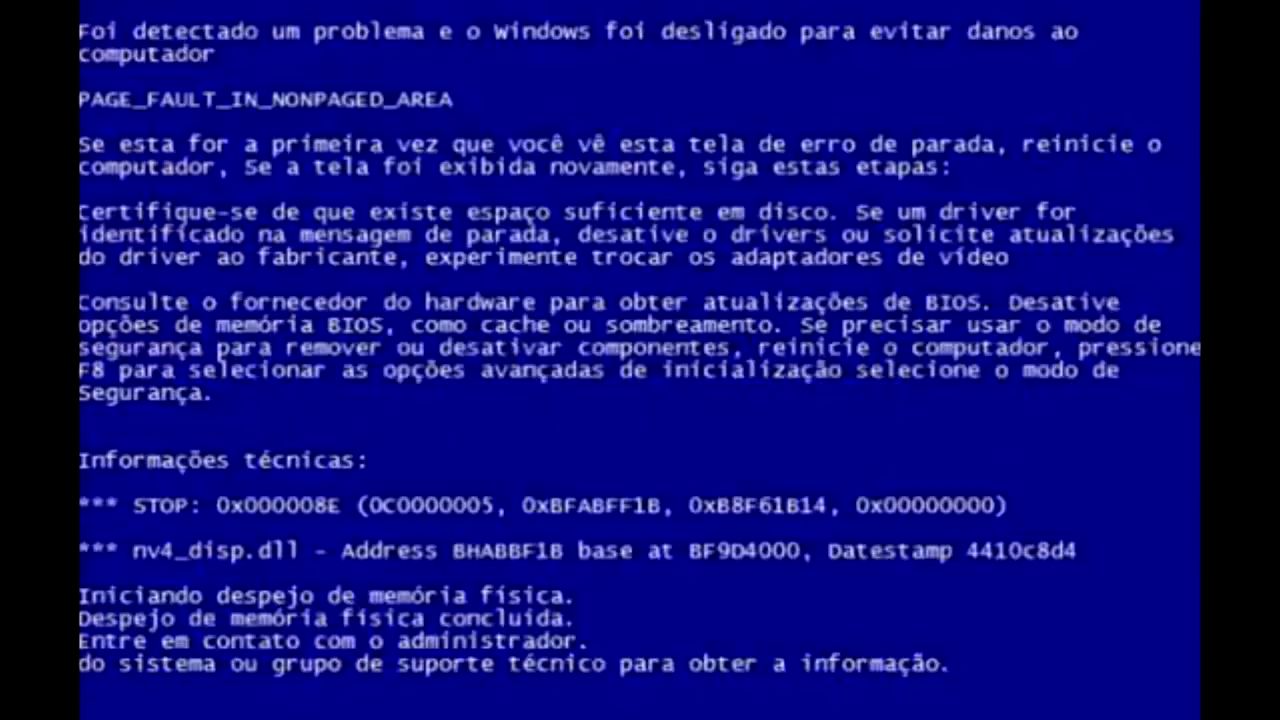 Foi detectado um problema e o Windows foi desligado para evitar danos ao
computador
PAGE_FAULT_IN_NONPAGED_AREA
Se esta for a primeira vez que você vê esta tela de erro de parada, reinicie o
computador, Se a tela foi exibida novamente, siga estas etapas:
Certifique-se de que existe espaço suficiente em disco. Se um driver for
identificado na mensagem de parada, desative o drivers ou solicite atualizações
do driver ao fabricante, experimente trocar os adaptadores de vídeo
Consulte o fornecedor do hardware para obter atualizações de BIOS. Desative
opções de memória BIOS, como cache ou sombreamento. Se precisar usar o modo de
segurança para remover ou desativar componentes, reinicie o computador, pressione
F8 para selecionar as opções avançadas de inicialização selecione o modo de
Segurança.
Informações técnicas:
*** STOP: 0x000008E (0C0000005, 0xBFABFF1B, 0xB8F61B14, 0x00000000)
*** nv4_disp.dll - Address BHABBF1B base at BF9D4000, Datestamp 4410c8d4
Iniciando despejo de memória física.
Despejo de memória física concluída.
Entre em contato com o administrador.
do sistema ou grupo de suporte técnico para obter a informação.